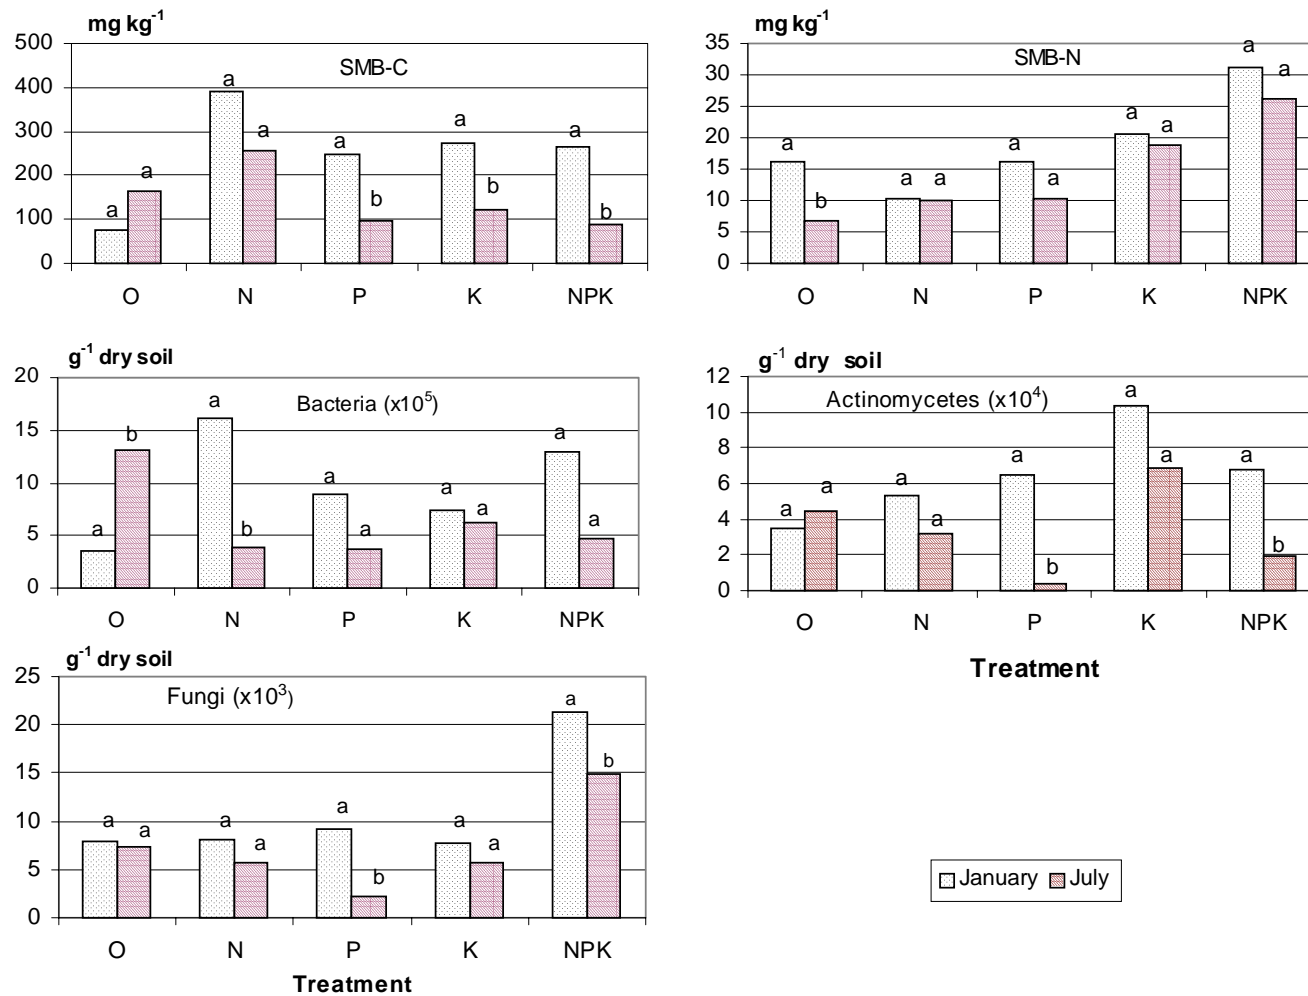 mg kg⁻¹
SMB-C
500
400
300
200
100
0
a a a a a b a b a b
O N P K NPK
mg kg⁻¹
SMB-N
35
30
25
20
15
10
5
0
a b a a a a a a a a
O N P K NPK
g⁻¹ dry soil
Bacteria (x10⁵)
20
15
10
5
0
a b a b a a a a a a
O N P K NPK
g⁻¹ dry soil
Actinomycetes (x10⁴)
12
10
8
6
4
2
0
a a a a a b a a a b
O N P K NPK
Treatment
g⁻¹ dry soil
Fungi (x10³)
25
20
15
10
5
0
a a a a a b a a a b
O N P K NPK
Treatment
January July